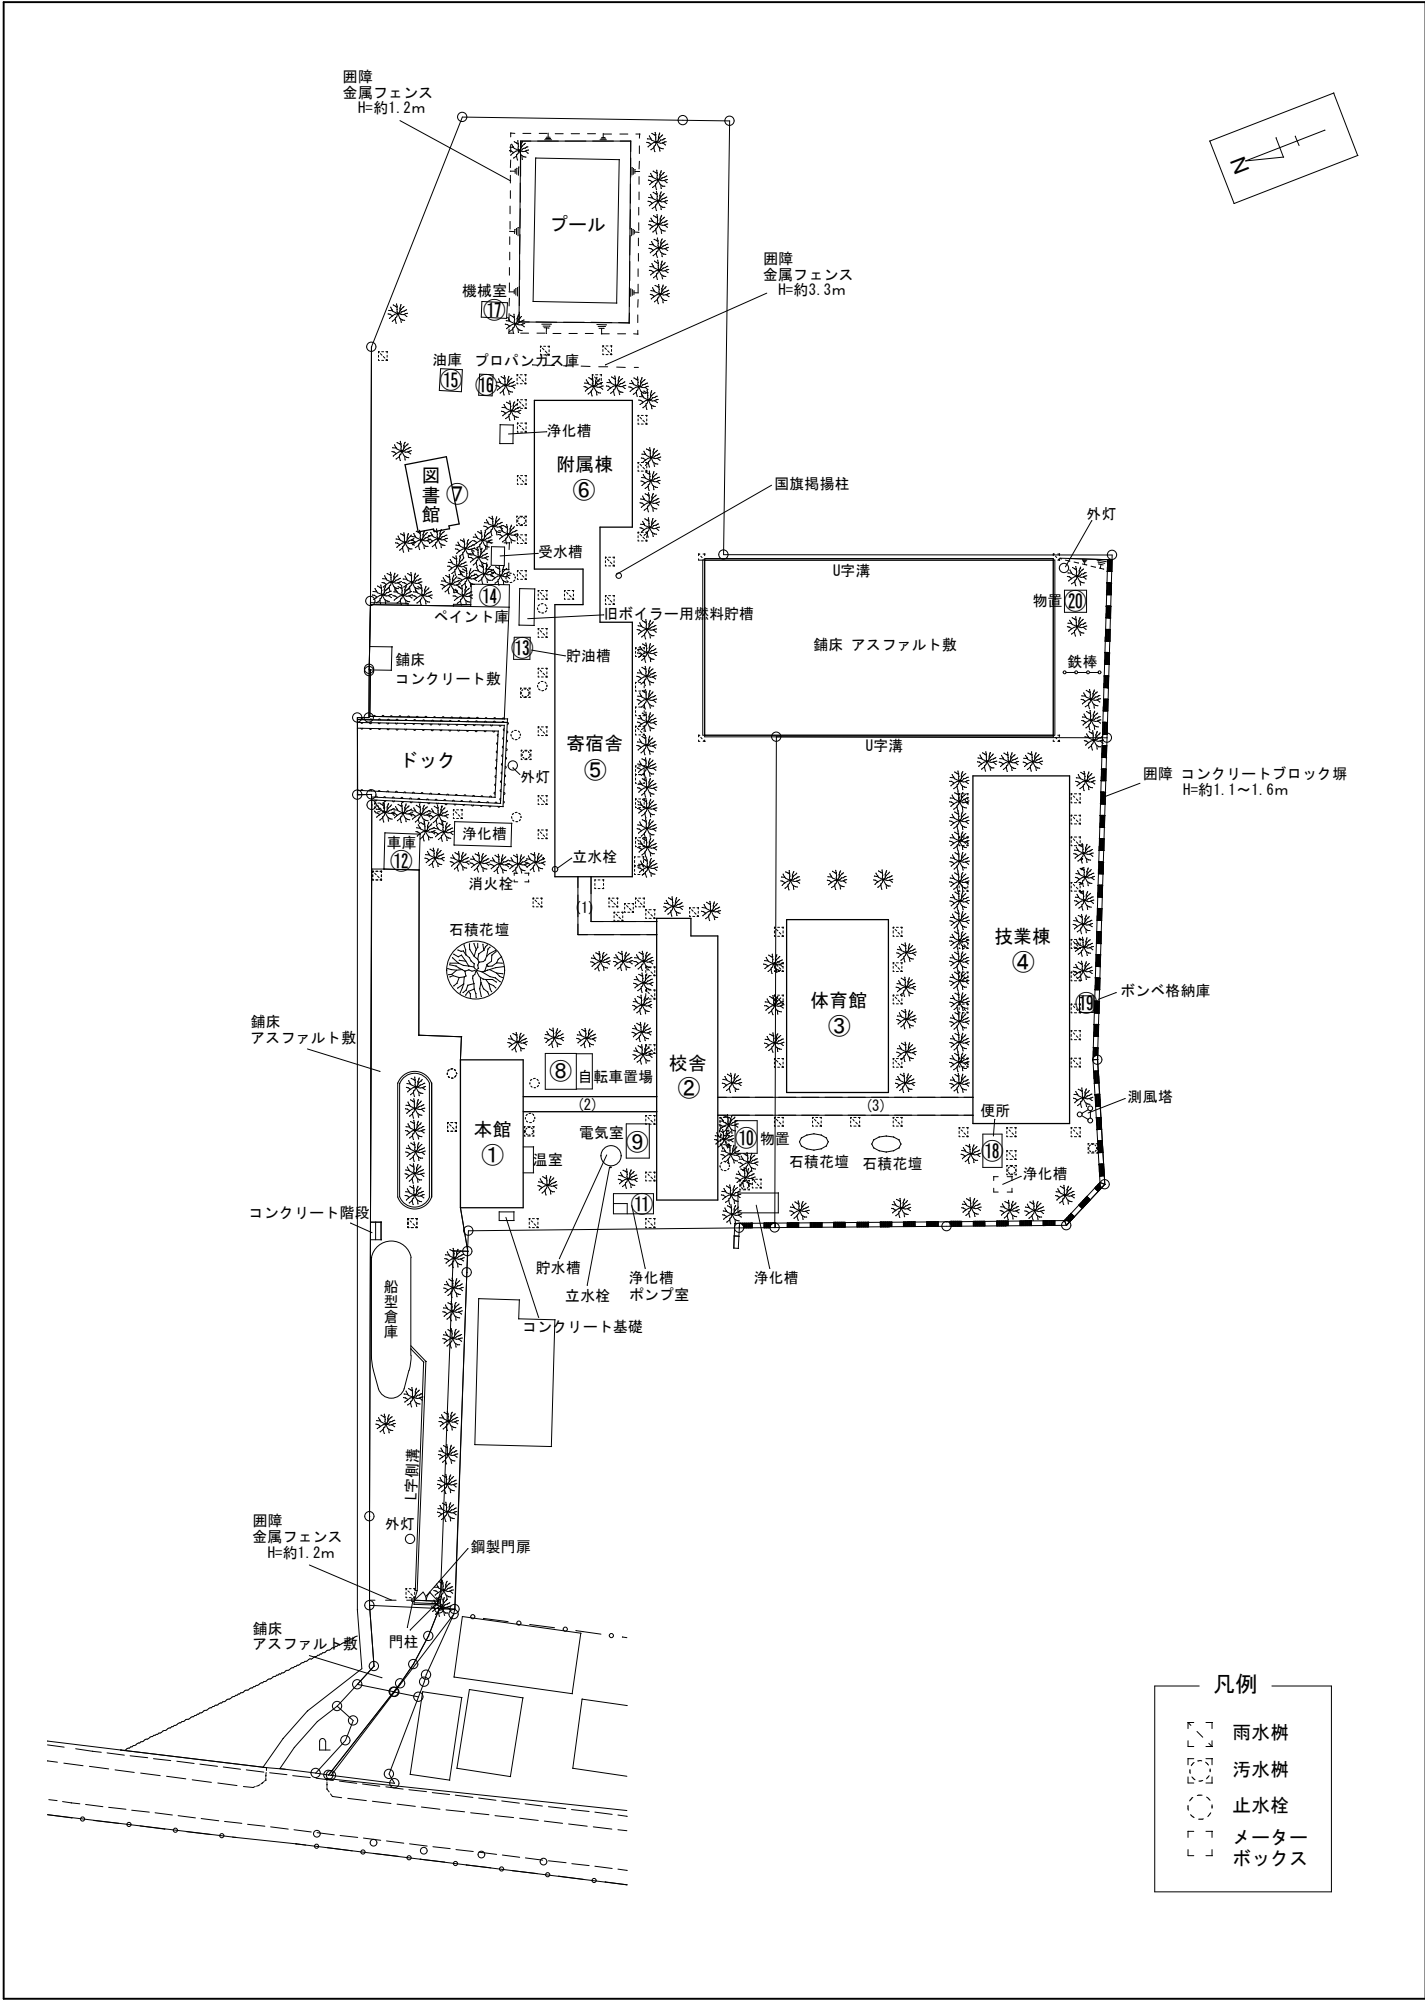 囲障
金属フェンス
H=約1.2m
N
プール
囲障
金属フェンス
H=約3.3m
機械室
⑰
油庫
プロパンガス庫
⑮
⑯
浄化槽
附属棟
⑥
図書館
⑦
国旗掲揚柱
外灯
受水槽
U字溝
⑭
物置
⑳
ペイント庫
旧ボイラー用燃料貯槽
⑬
貯油槽
舗床 アスファルト敷
鉄棒
舗床
コンクリート敷
U字溝
ドック
寄宿舎
⑤
外灯
囲障 コンクリートブロック塀
H=約1.1～1.6m
浄化槽
車庫
⑫
立水栓
消火栓
(1)
石積花壇
技業棟
④
体育館
③
ボンベ格納庫
⑲
舗床
アスファルト敷
校舎
②
⑧
自転車置場
(2)
(3)
便所
測風塔
本館
①
電気室
⑨
⑩
物置
温室
石積花壇
石積花壇
⑱
浄化槽
⑪
コンクリート階段
貯水槽
立水栓
浄化槽
ポンプ室
浄化槽
コンクリート基礎
船型倉庫
L字側溝
外灯
囲障
金属フェンス
H=約1.2m
鋼製門扉
舗床
アスファルト敷
門柱
P
凡例
雨水桝
汚水桝
止水栓
メーター
ボックス